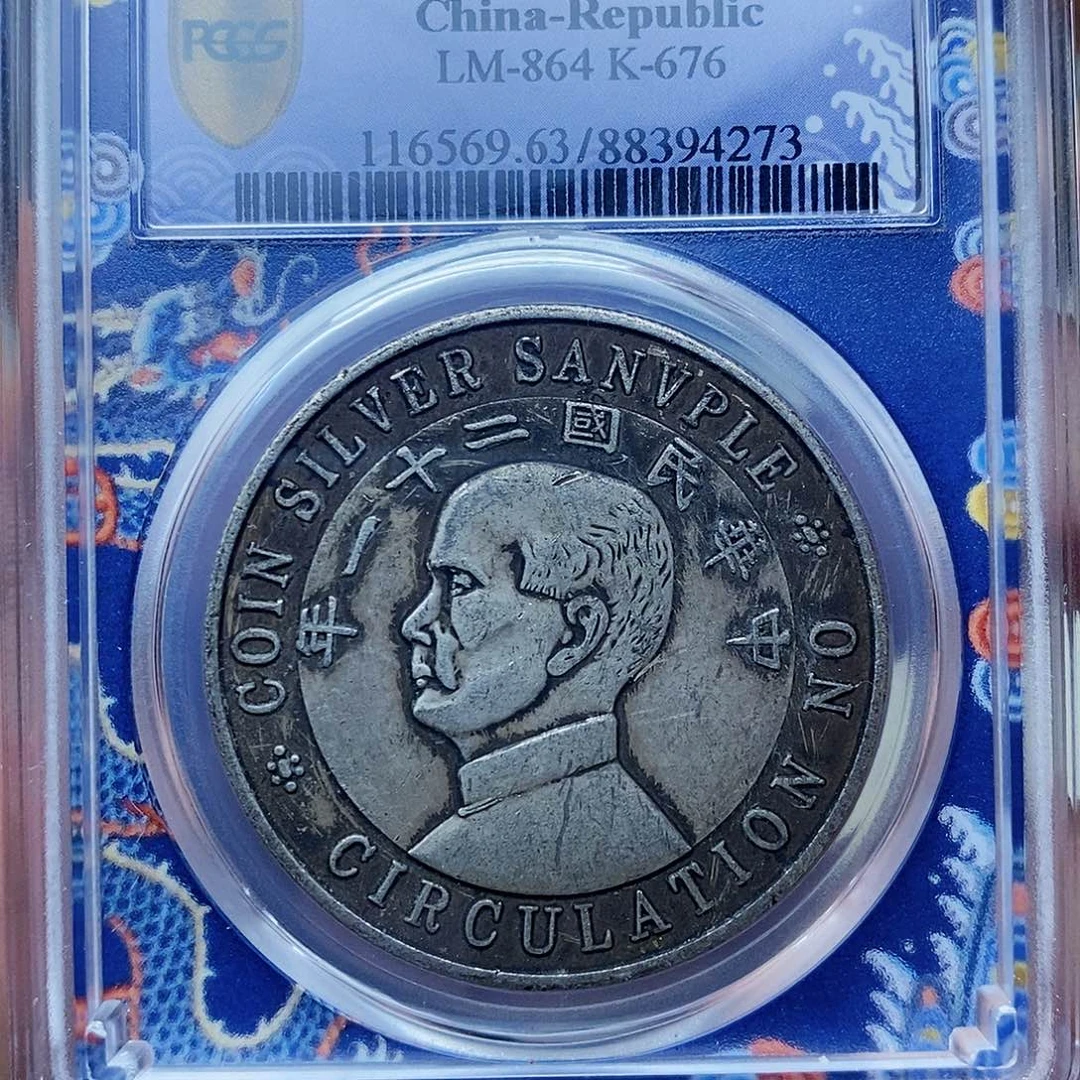 PCGS
China-Republic
LM-864 K-676
116569.63/88394273
COIN SILVER SANVPLE
中華民國二十一年
CIRCULATION NO